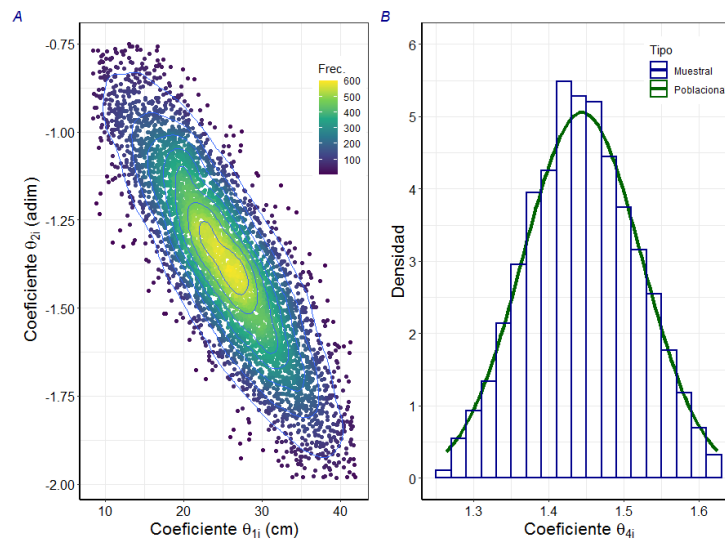 A
Coeficiente θ2i (adim)
-0.75
-1.00
-1.25
-1.50
-1.75
-2.00
10
20
30
40
Coeficiente θ1i (cm)
Frec.
600
500
400
300
200
100
B
Densidad
6
5
4
3
2
1
0
1.3
1.4
1.5
1.6
Coeficiente θ4i
Tipo
Muestral
Poblaciona